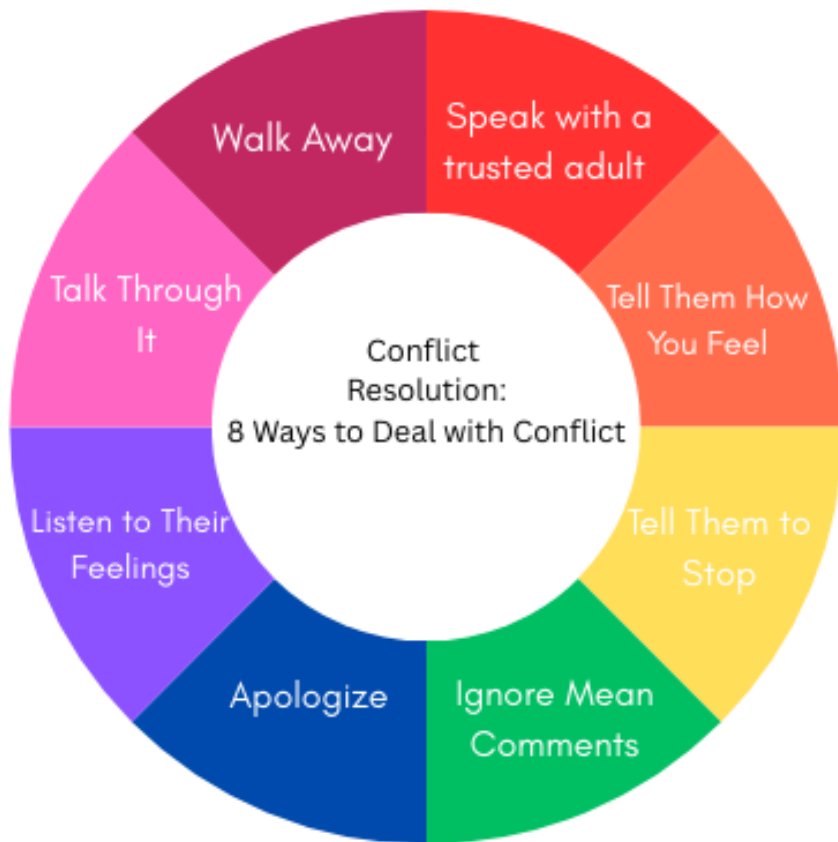 Conflict
Resolution:
8 Ways to Deal with Conflict
Speak with a
trusted adult
Tell Them How
You Feel
Tell Them to
Stop
Ignore Mean
Comments
Apologize
Listen to Their
Feelings
Talk Through
It
Walk Away